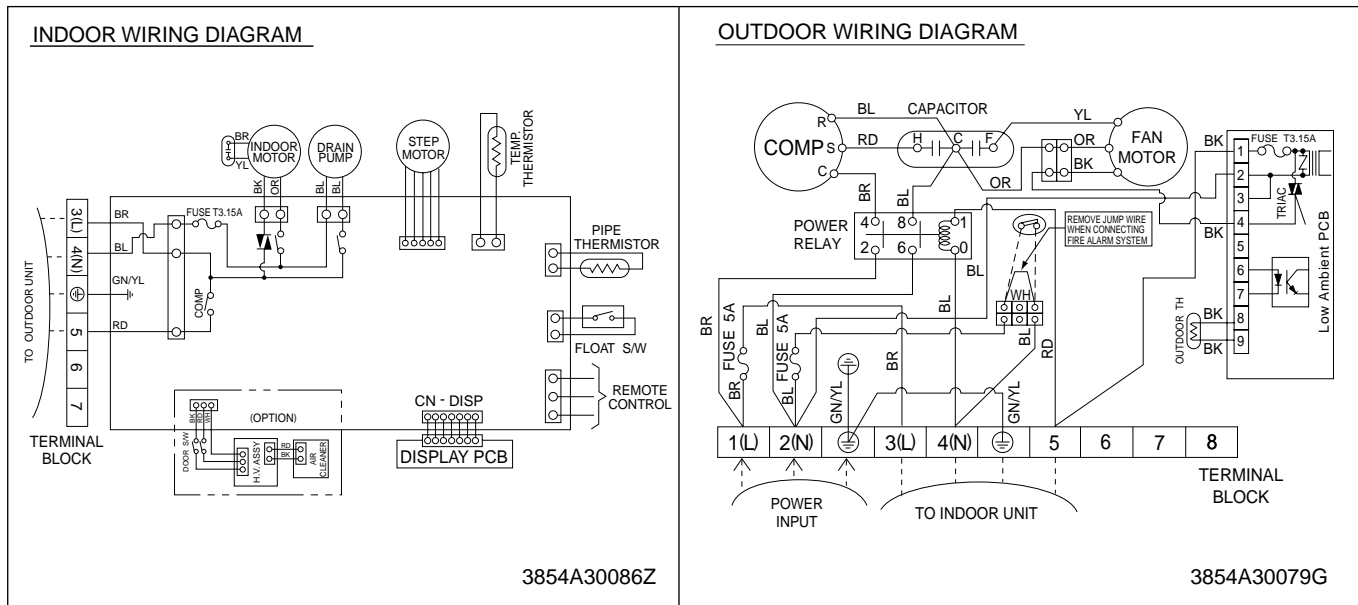 INDOOR WIRING DIAGRAM
BR
YL
INDOOR
MOTOR
DRAIN
PUMP
STEP
MOTOR
TEMP.
THERMISTOR
BK
OR
BL
BL
3(L)
4(N)
5
6
7
TO OUTDOOR UNIT
BR
BL
GN/YL
RD
FUSE T3.15A
COMP
PIPE
THERMISTOR
FLOAT S/W
REMOTE
CONTROL
CN - DISP
DISPLAY PCB
(OPTION)
BK
RD
WH
DOOR S/W
H.V. ASSY
RD
BK
AIR
CLEANER
TERMINAL
BLOCK
3854A30086Z
OUTDOOR WIRING DIAGRAM
COMP
R
S
C
BL
RD
BR
CAPACITOR
H
C
F
BL
OR
YL
OR
BK
FAN
MOTOR
POWER
RELAY
4
8
1
2
6
0
BL
REMOVE JUMP WIRE
WHEN CONNECTING
FIRE ALARM SYSTEM
WH
BK
BK
FUSE T3.15A
TRIAC
1
2
3
4
5
6
7
8
9
Low Ambient PCB
OUTDOOR TH
BK
BK
BR
FUSE 5A
BR
BL
FUSE 5A
BL
GN/YL
BR
BL
GN/YL
BL
RD
1(L)
2(N)
3(L)
4(N)
5
6
7
8
TERMINAL
BLOCK
POWER
INPUT
TO INDOOR UNIT
3854A30079G